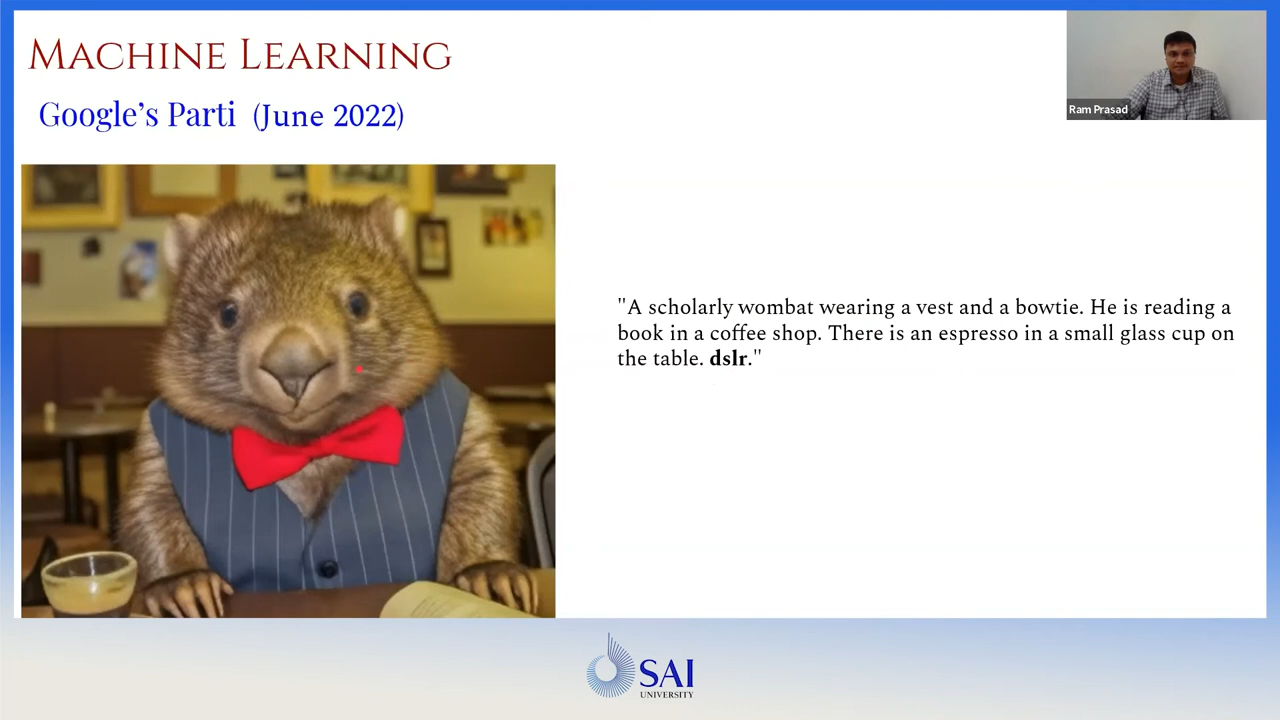 MACHINE LEARNING
Google's Parti (June 2022)
Ram Prasad
"A scholarly wombat wearing a vest and a bowtie. He is reading a
book in a coffee shop. There is an espresso in a small glass cup on
the table. dslr."
SAI
UNIVERSITY